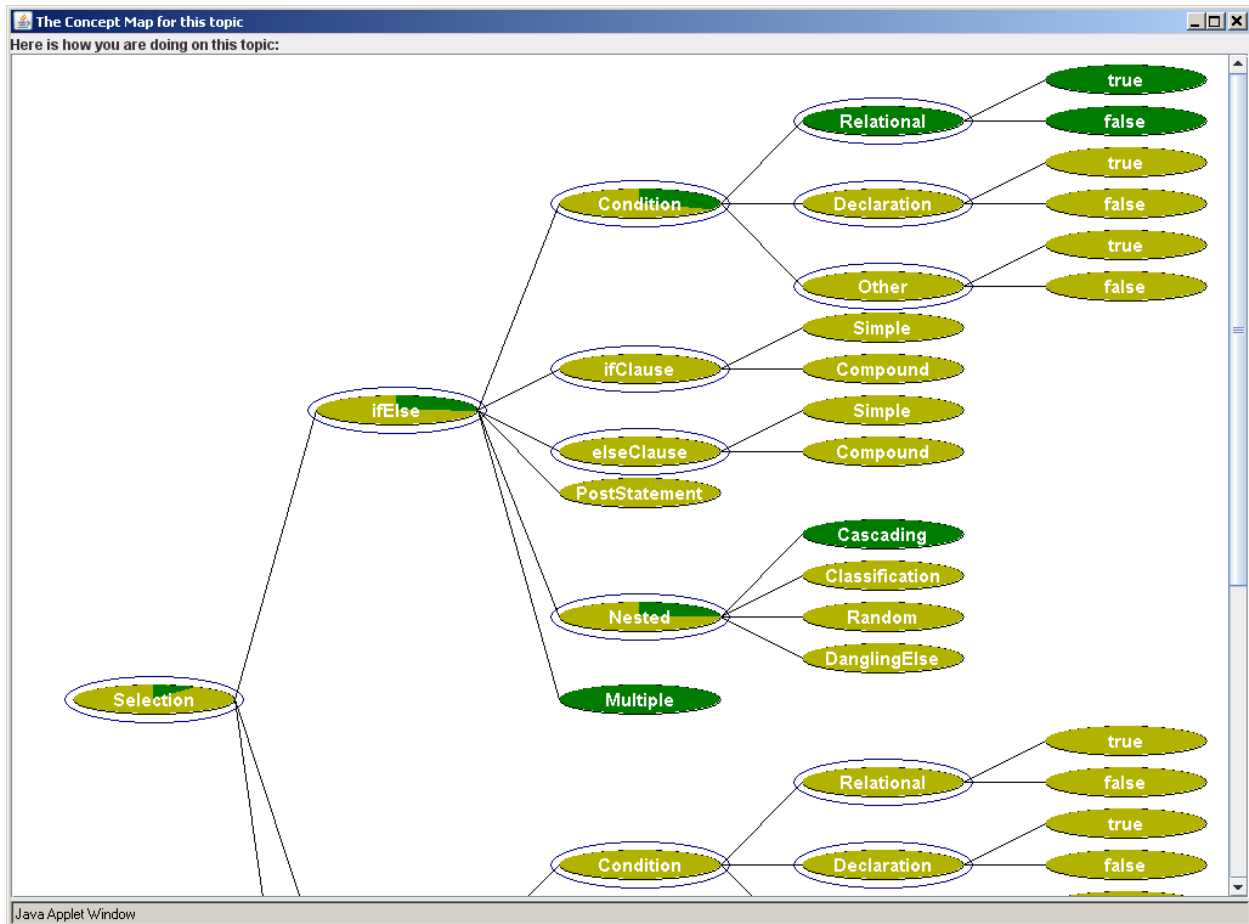 The Concept Map for this topic
Here is how you are doing on this topic:
true
Relational
false
true
Condition
Declaration
false
true
Other
false
Simple
ifClause
Compound
ifElse
Simple
elseClause
Compound
PostStatement
Cascading
Classification
Nested
Random
DanglingElse
Selection
Multiple
true
Relational
false
true
Condition
Declaration
false
Java Applet Window